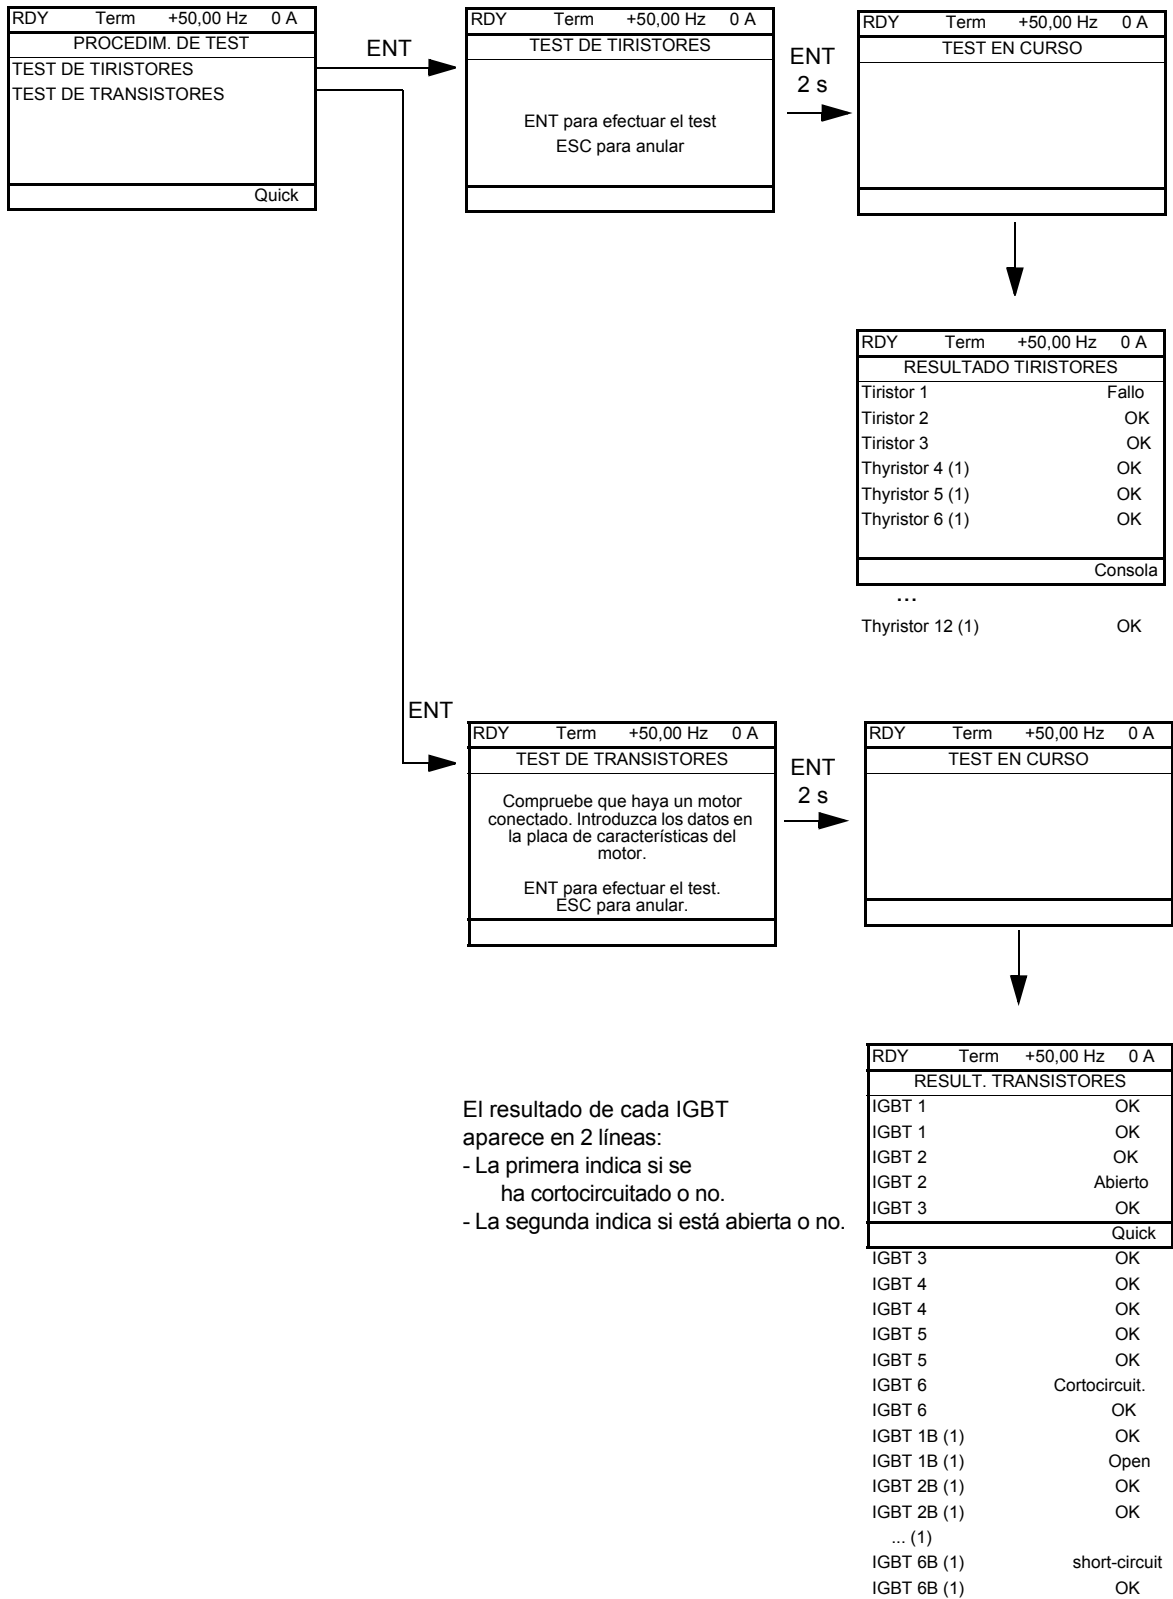 RDY Term +50,00 Hz 0 A
PROCEDIM. DE TEST
TEST DE TIRISTORES
TEST DE TRANSISTORES
Quick
ENT
RDY Term +50,00 Hz 0 A
TEST DE TIRISTORES
ENT para efectuar el test
ESC para anular
ENT
2 s
RDY Term +50,00 Hz 0 A
TEST EN CURSO
RDY Term +50,00 Hz 0 A
RESULTADO TIRISTORES
Tiristor 1 Fallo
Tiristor 2 OK
Tiristor 3 OK
Thyristor 4 (1) OK
Thyristor 5 (1) OK
Thyristor 6 (1) OK
Consola
...
Thyristor 12 (1) OK
ENT
RDY Term +50,00 Hz 0 A
TEST DE TRANSISTORES
Compruebe que haya un motor
conectado. Introduzca los datos en
la placa de características del
motor.
ENT para efectuar el test.
ESC para anular.
ENT
2 s
RDY Term +50,00 Hz 0 A
TEST EN CURSO
El resultado de cada IGBT
aparece en 2 líneas:
- La primera indica si se
ha cortocircuitado o no.
- La segunda indica si está abierta o no.
RDY Term +50,00 Hz 0 A
RESULT. TRANSISTORES
IGBT 1 OK
IGBT 1 OK
IGBT 2 OK
IGBT 2 Abierto
IGBT 3 OK
Quick
IGBT 3 OK
IGBT 4 OK
IGBT 4 OK
IGBT 5 OK
IGBT 5 OK
IGBT 6 Cortocircuit.
IGBT 6 OK
IGBT 1B (1) OK
IGBT 1B (1) Open
IGBT 2B (1) OK
IGBT 2B (1) OK
... (1)
IGBT 6B (1) short-circuit
IGBT 6B (1) OK